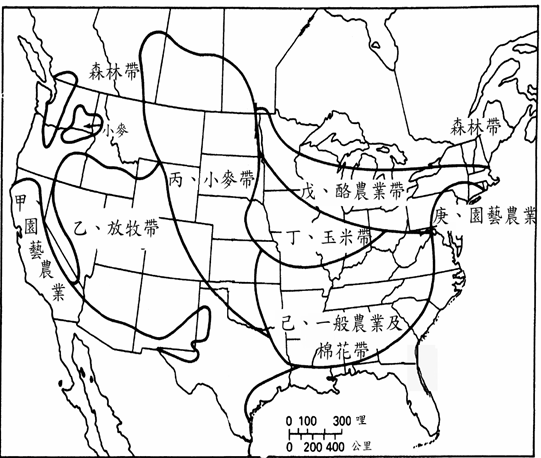 森林帶
森林帶
小麥
丙、小麥帶
戊、酪農業帶
甲
園
藝
農
業
乙、放牧帶
庚、園藝農業
丁、玉米帶
己、一般農業及
棉花帶
0 100 300 哩
0 200 400 公里